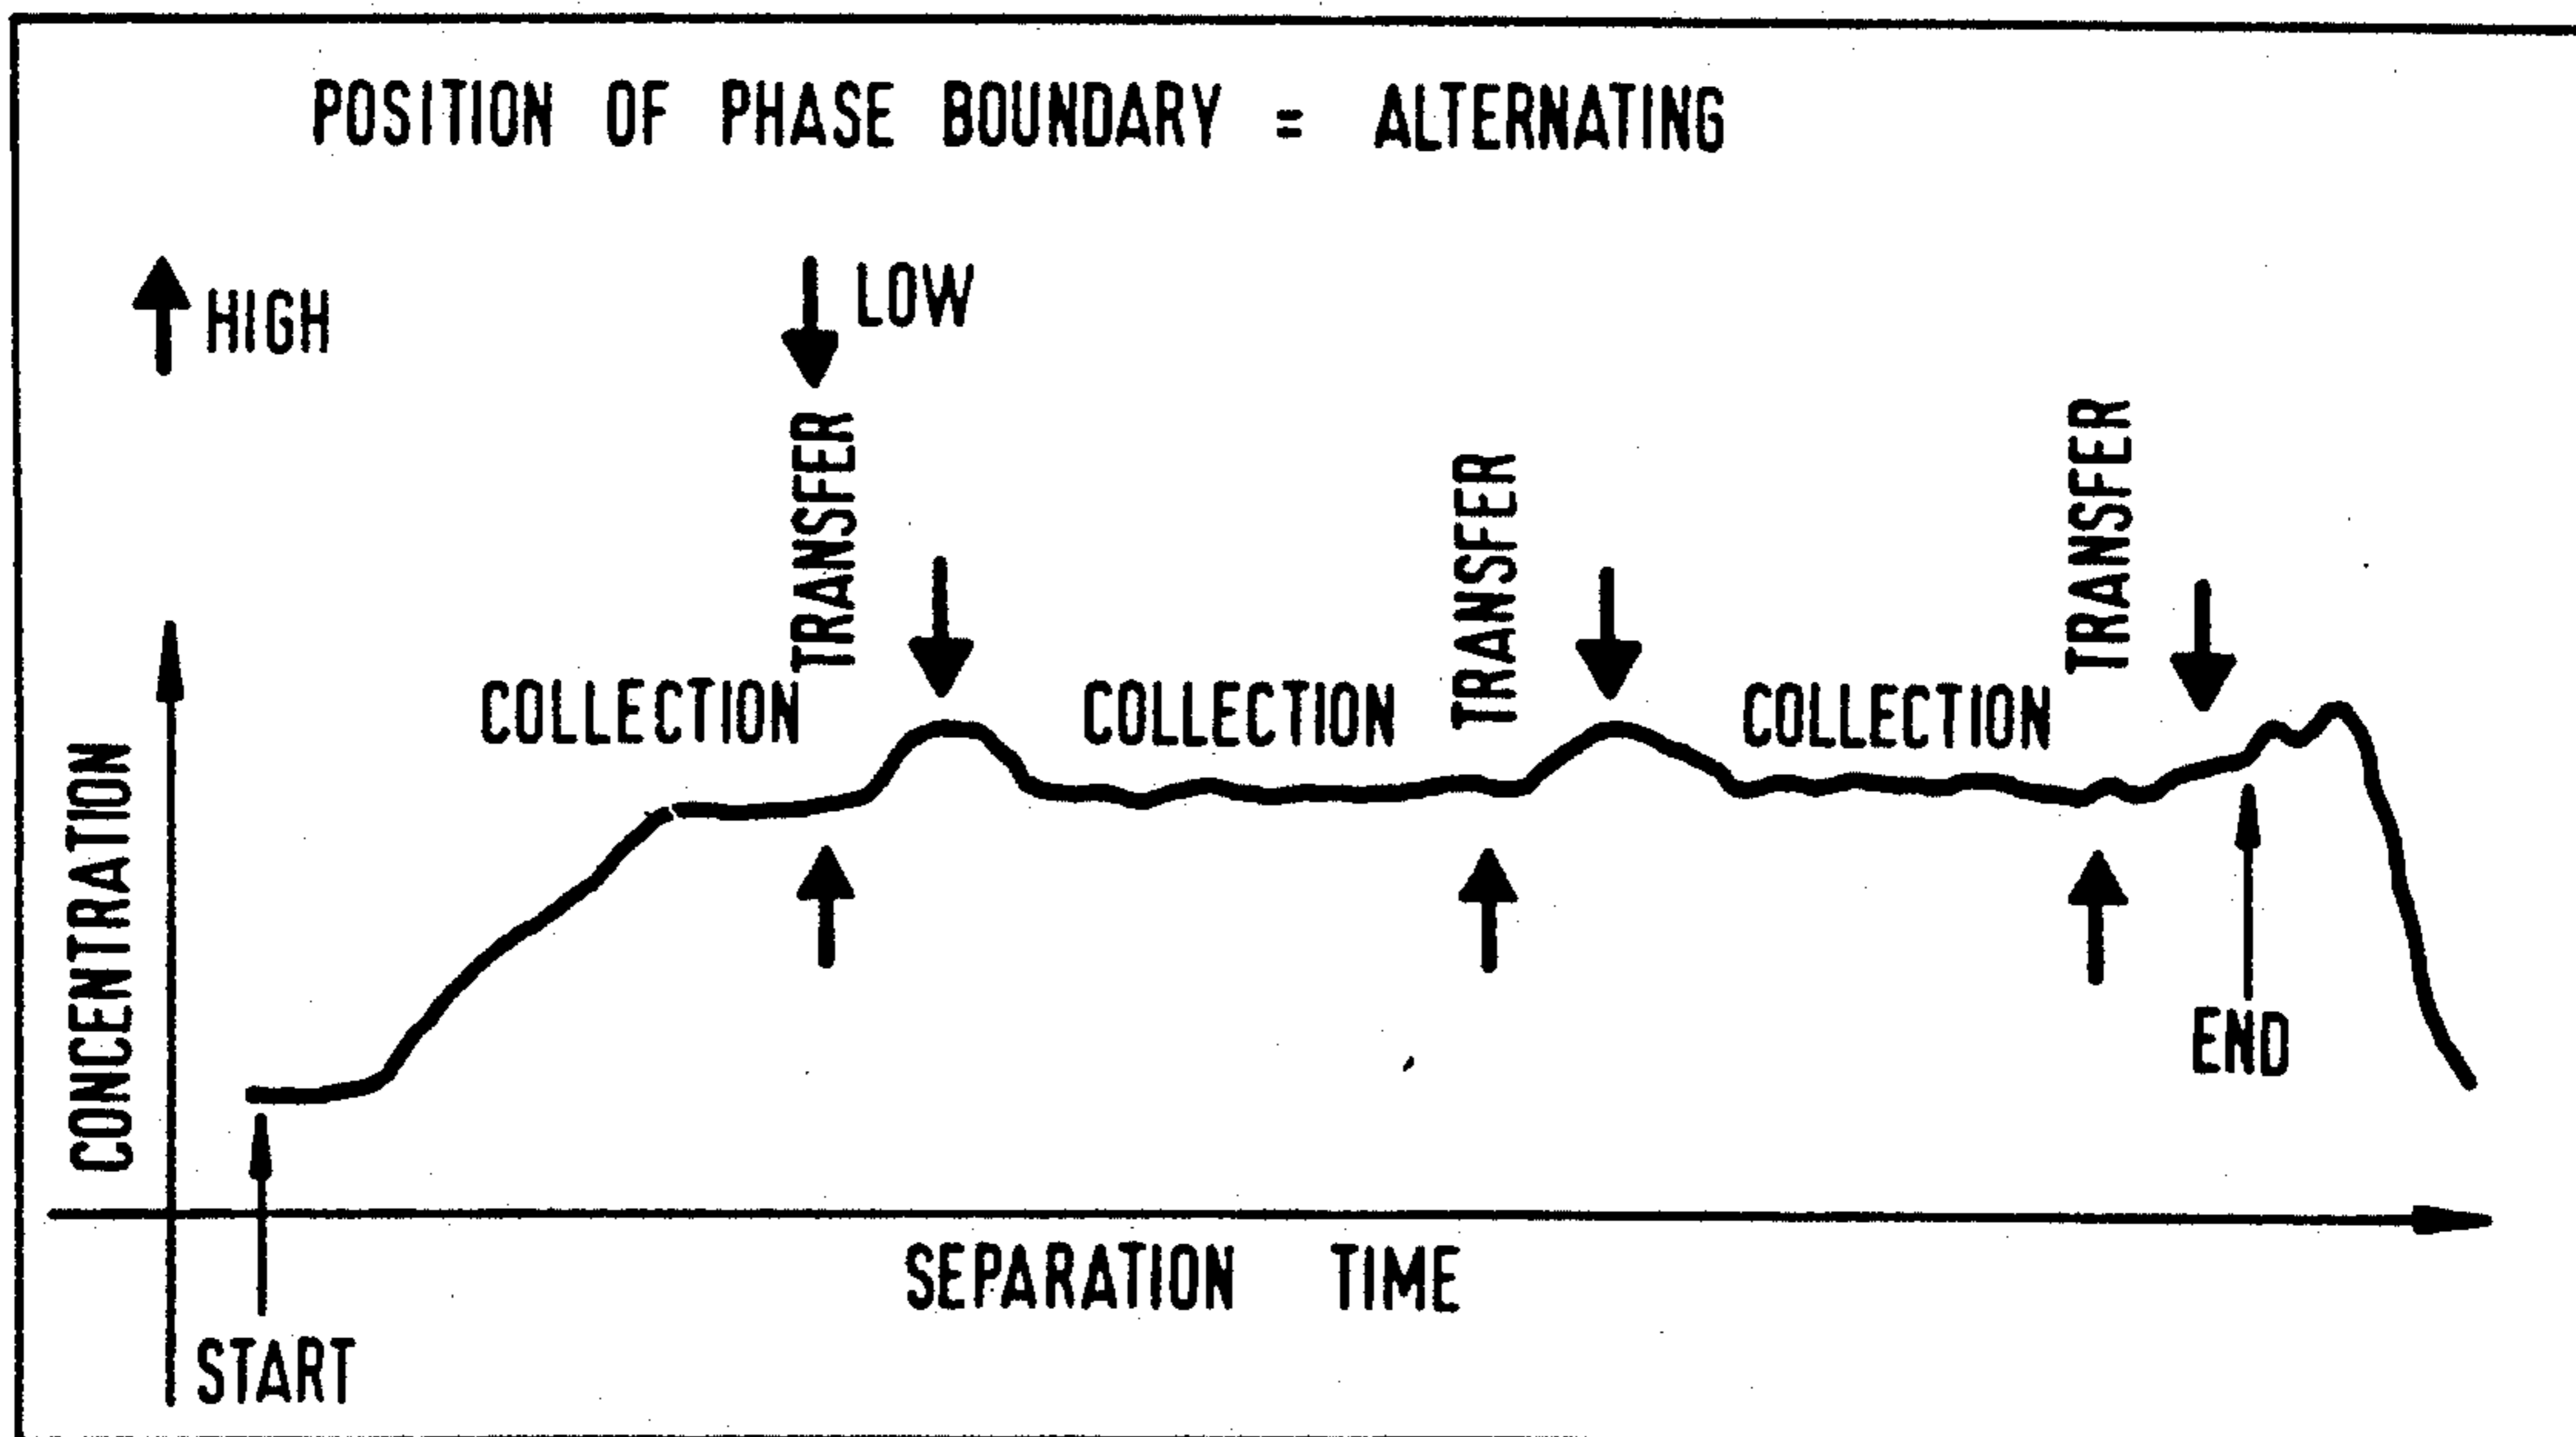 POSITION OF PHASE BOUNDARY = ALTERNATING
HIGH
LOW
TRANSFER
TRANSFER
TRANSFER
COLLECTION
COLLECTION
COLLECTION
CONCENTRATION
END
SEPARATION TIME
START